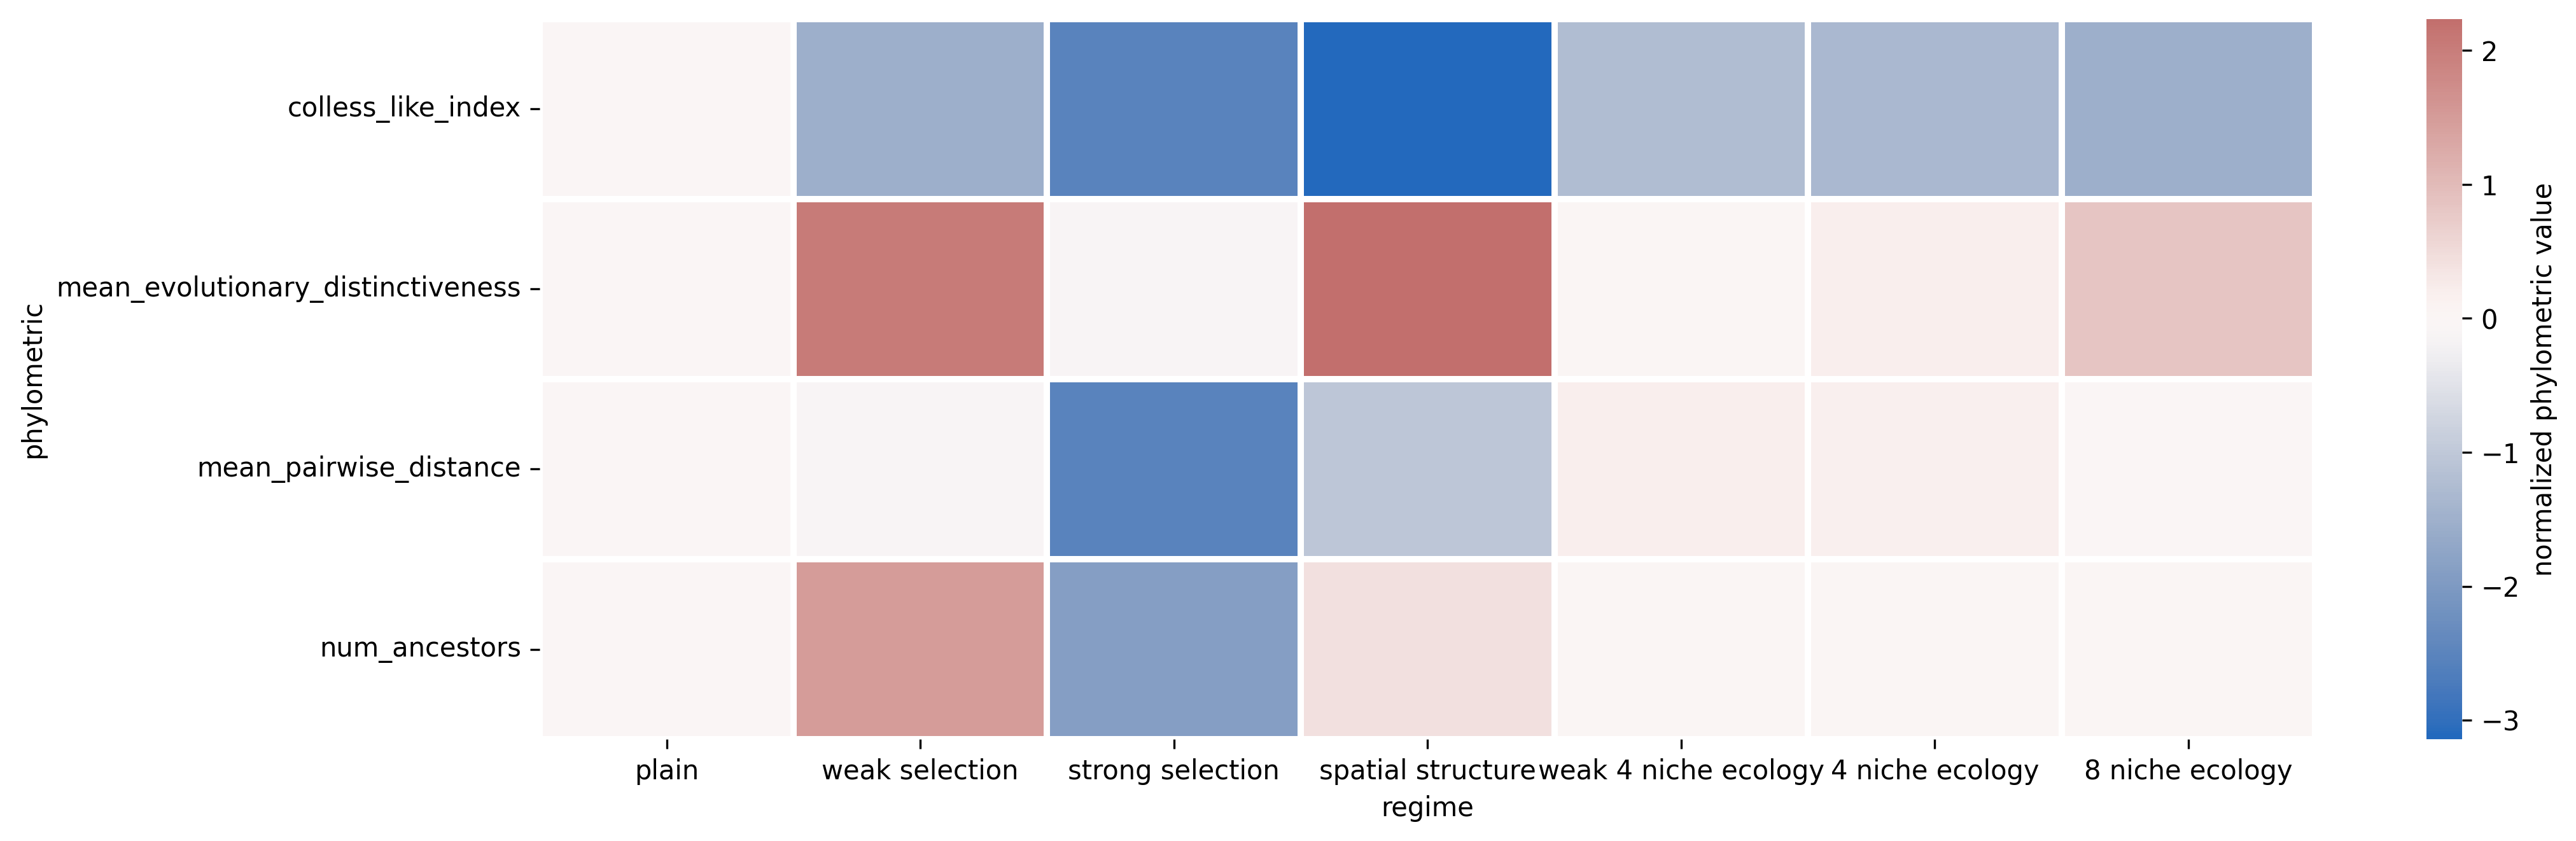 phylometric
colless_like_index
mean_evolutionary_distinctiveness
mean_pairwise_distance
num_ancestors
plain
weak selection
strong selection
spatial structure
weak 4 niche ecology
4 niche ecology
8 niche ecology
regime
2
1
0
−1
−2
−3
normalized phylometric value